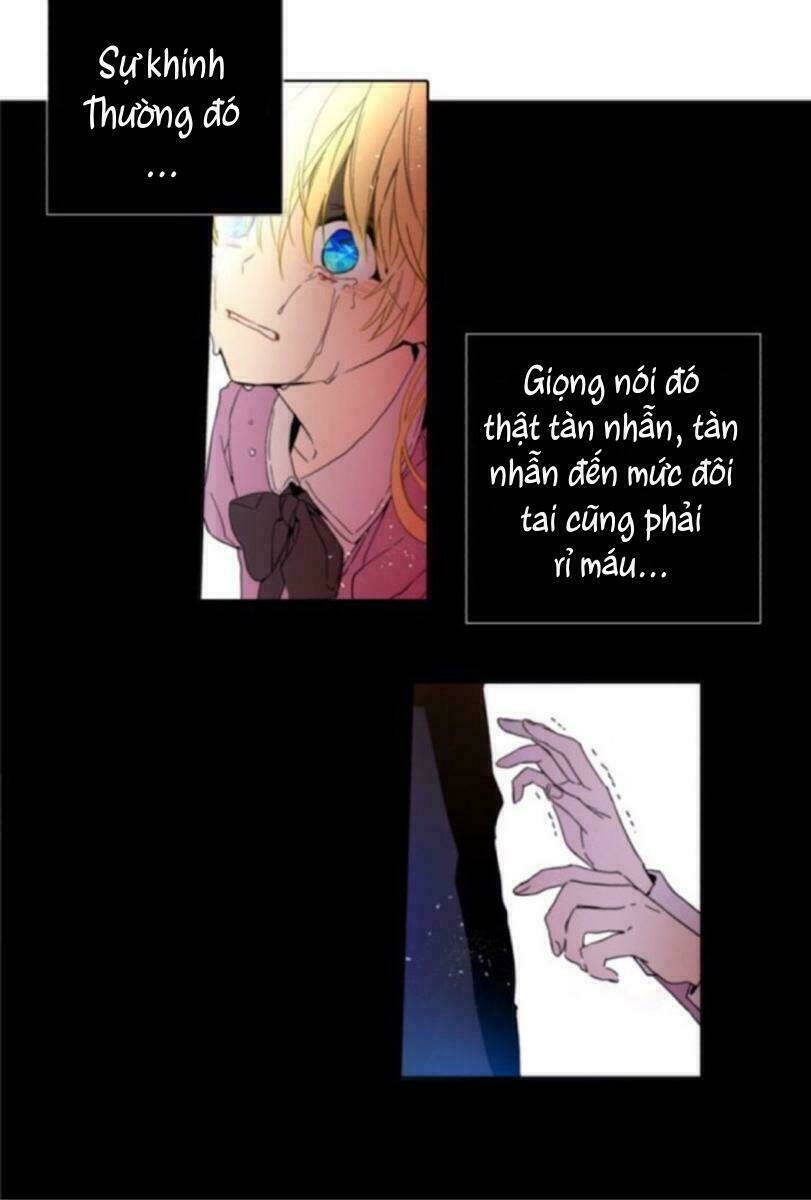 Sự khinh
Thường đó
...
Giọng nói đó
thật tàn nhẫn, tàn
nhẫn đến mức đôi
tai cũng phải
rỉ máu...